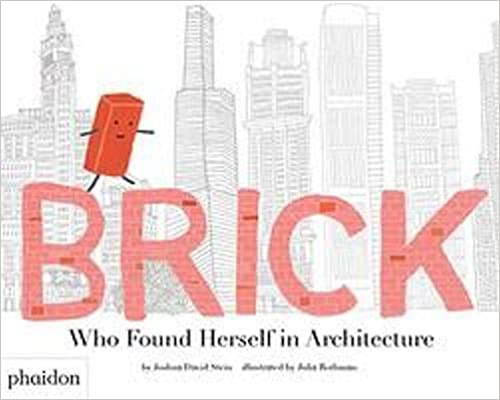 BRICK
Who Found Herself in Architecture
by Joshua David Stein illustrated by Julia Rothman
phaidon